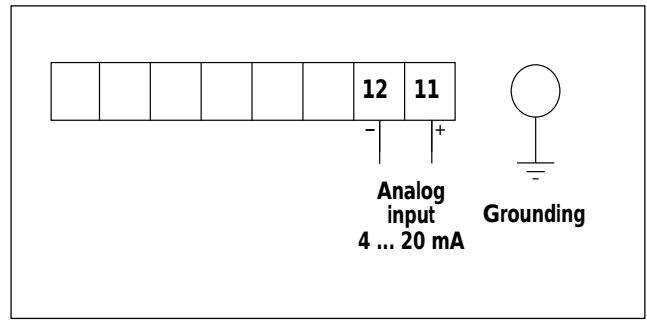 12 11
– +
Analog
input
4 ... 20 mA
Grounding